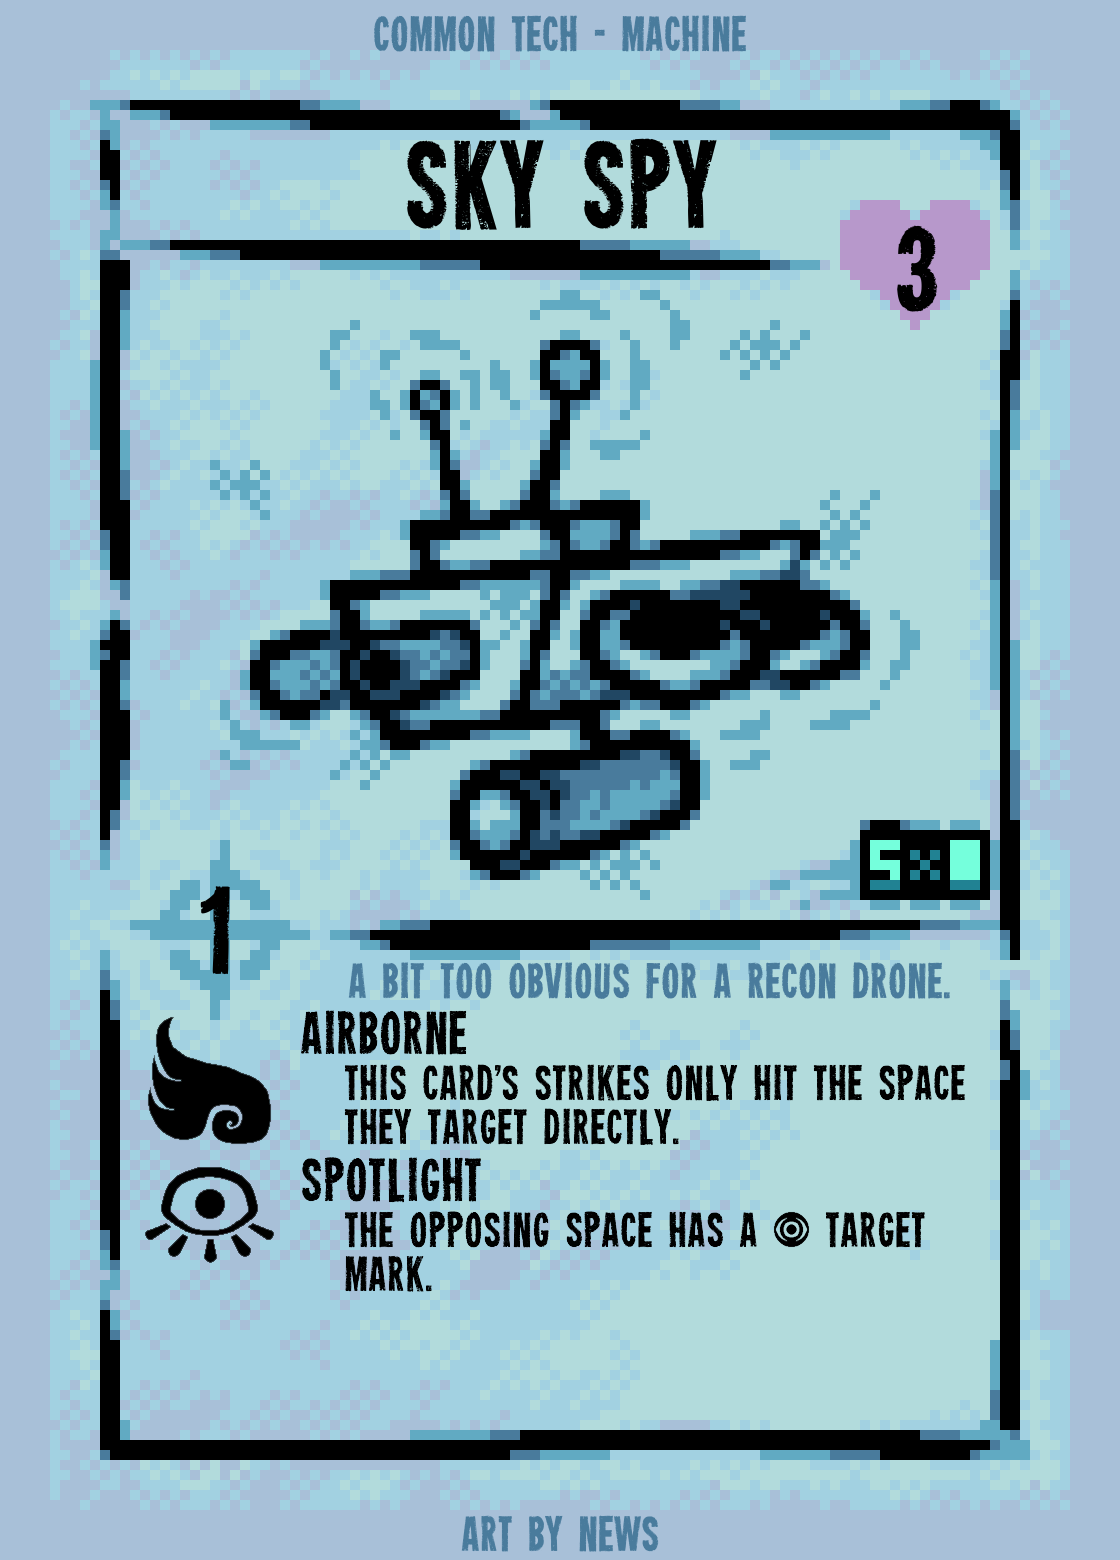 COMMON TECH - MACHINE
SKY SPY
3
5
1
A BIT TOO OBVIOUS FOR A RECON DRONE.
AIRBORNE
THIS CARD'S STRIKES ONLY HIT THE SPACE
THEY TARGET DIRECTLY.
SPOTLIGHT
THE OPPOSING SPACE HAS A TARGET
MARK.
ART BY NEWS